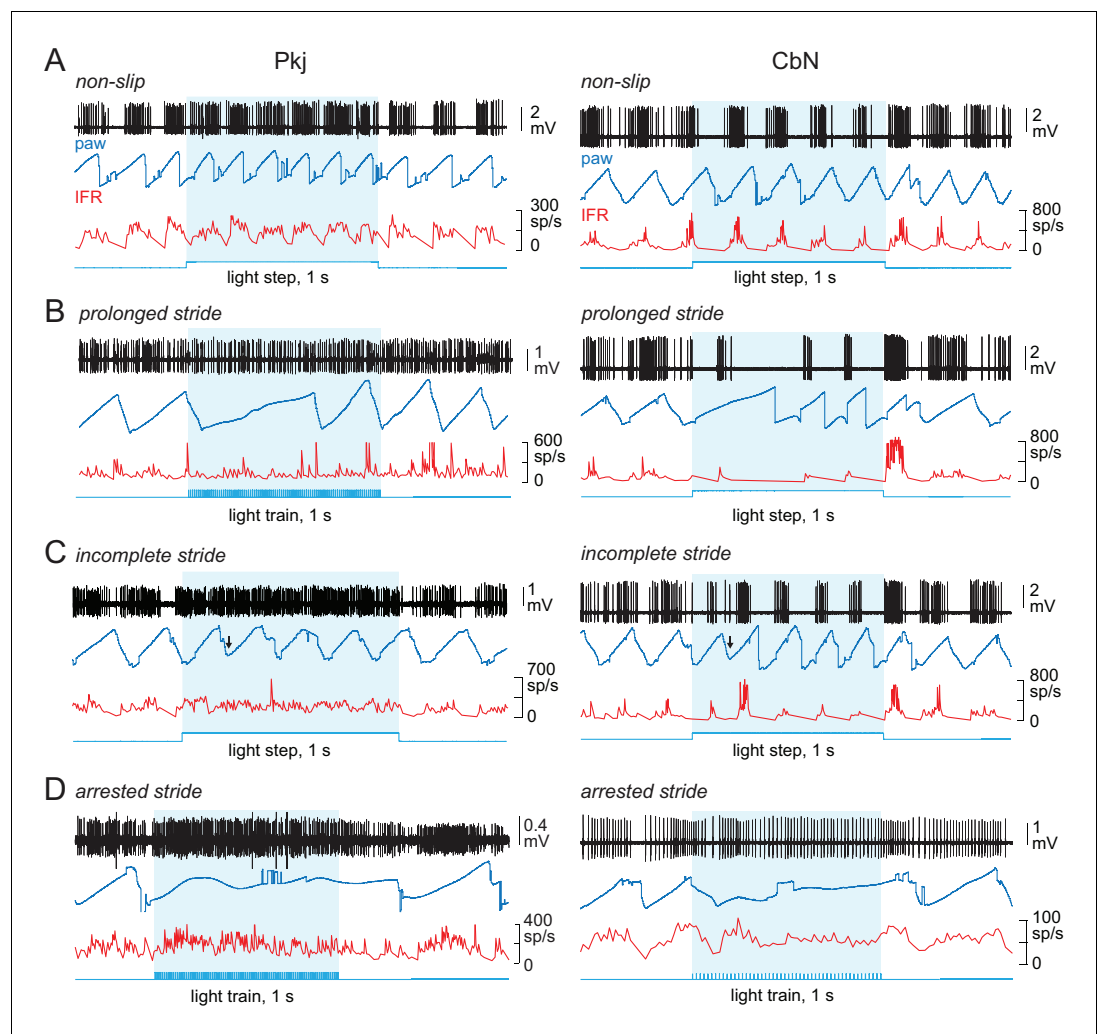 A
Pkj
CbN
non-slip
non-slip
2
mV
2
mV
paw
paw
IFR
IFR
300
sp/s
0
800
sp/s
0
light step, 1 s
light step, 1 s
B
prolonged stride
prolonged stride
1
mV
2
mV
600
sp/s
0
800
sp/s
0
light train, 1 s
light step, 1 s
C
incomplete stride
incomplete stride
1
mV
2
mV
700
sp/s
0
800
sp/s
0
light step, 1 s
light step, 1 s
D
arrested stride
arrested stride
0.4
mV
1
mV
400
sp/s
0
100
sp/s
0
light train, 1 s
light train, 1 s